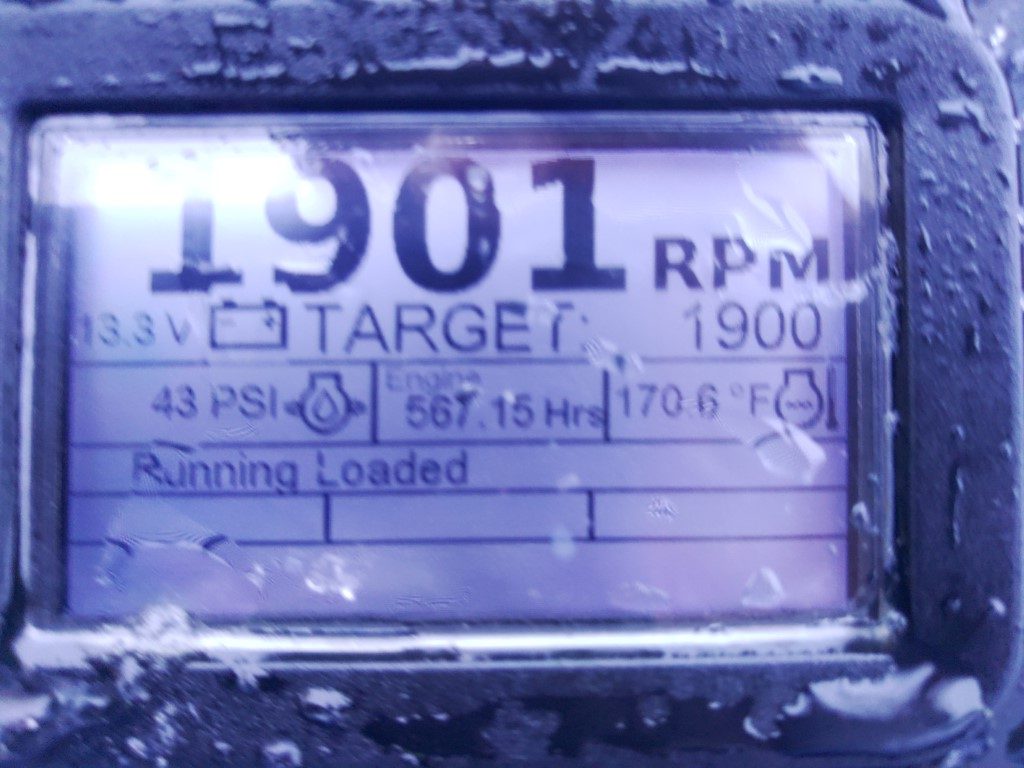 1901 RPM
13.3 V TARGET: 1900
Engine
43 PSI 567.15 Hrs 170.6 °F
Running Loaded